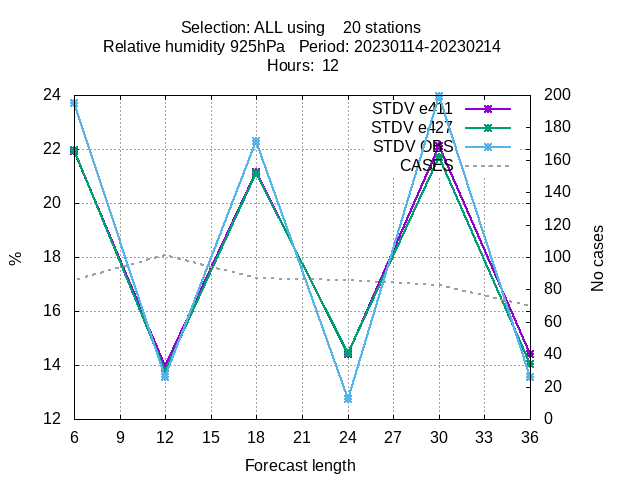 Selection: ALL using    20 stations
Relative humidity 925hPa   Period: 20230114-20230214
Hours:  12
STDV e411
STDV e427
STDV OBS
CASES
24
22
20
18
16
14
12
200
180
160
140
120
100
80
60
40
20
0
%
No cases
6 9 12 15 18 21 24 27 30 33 36
Forecast length